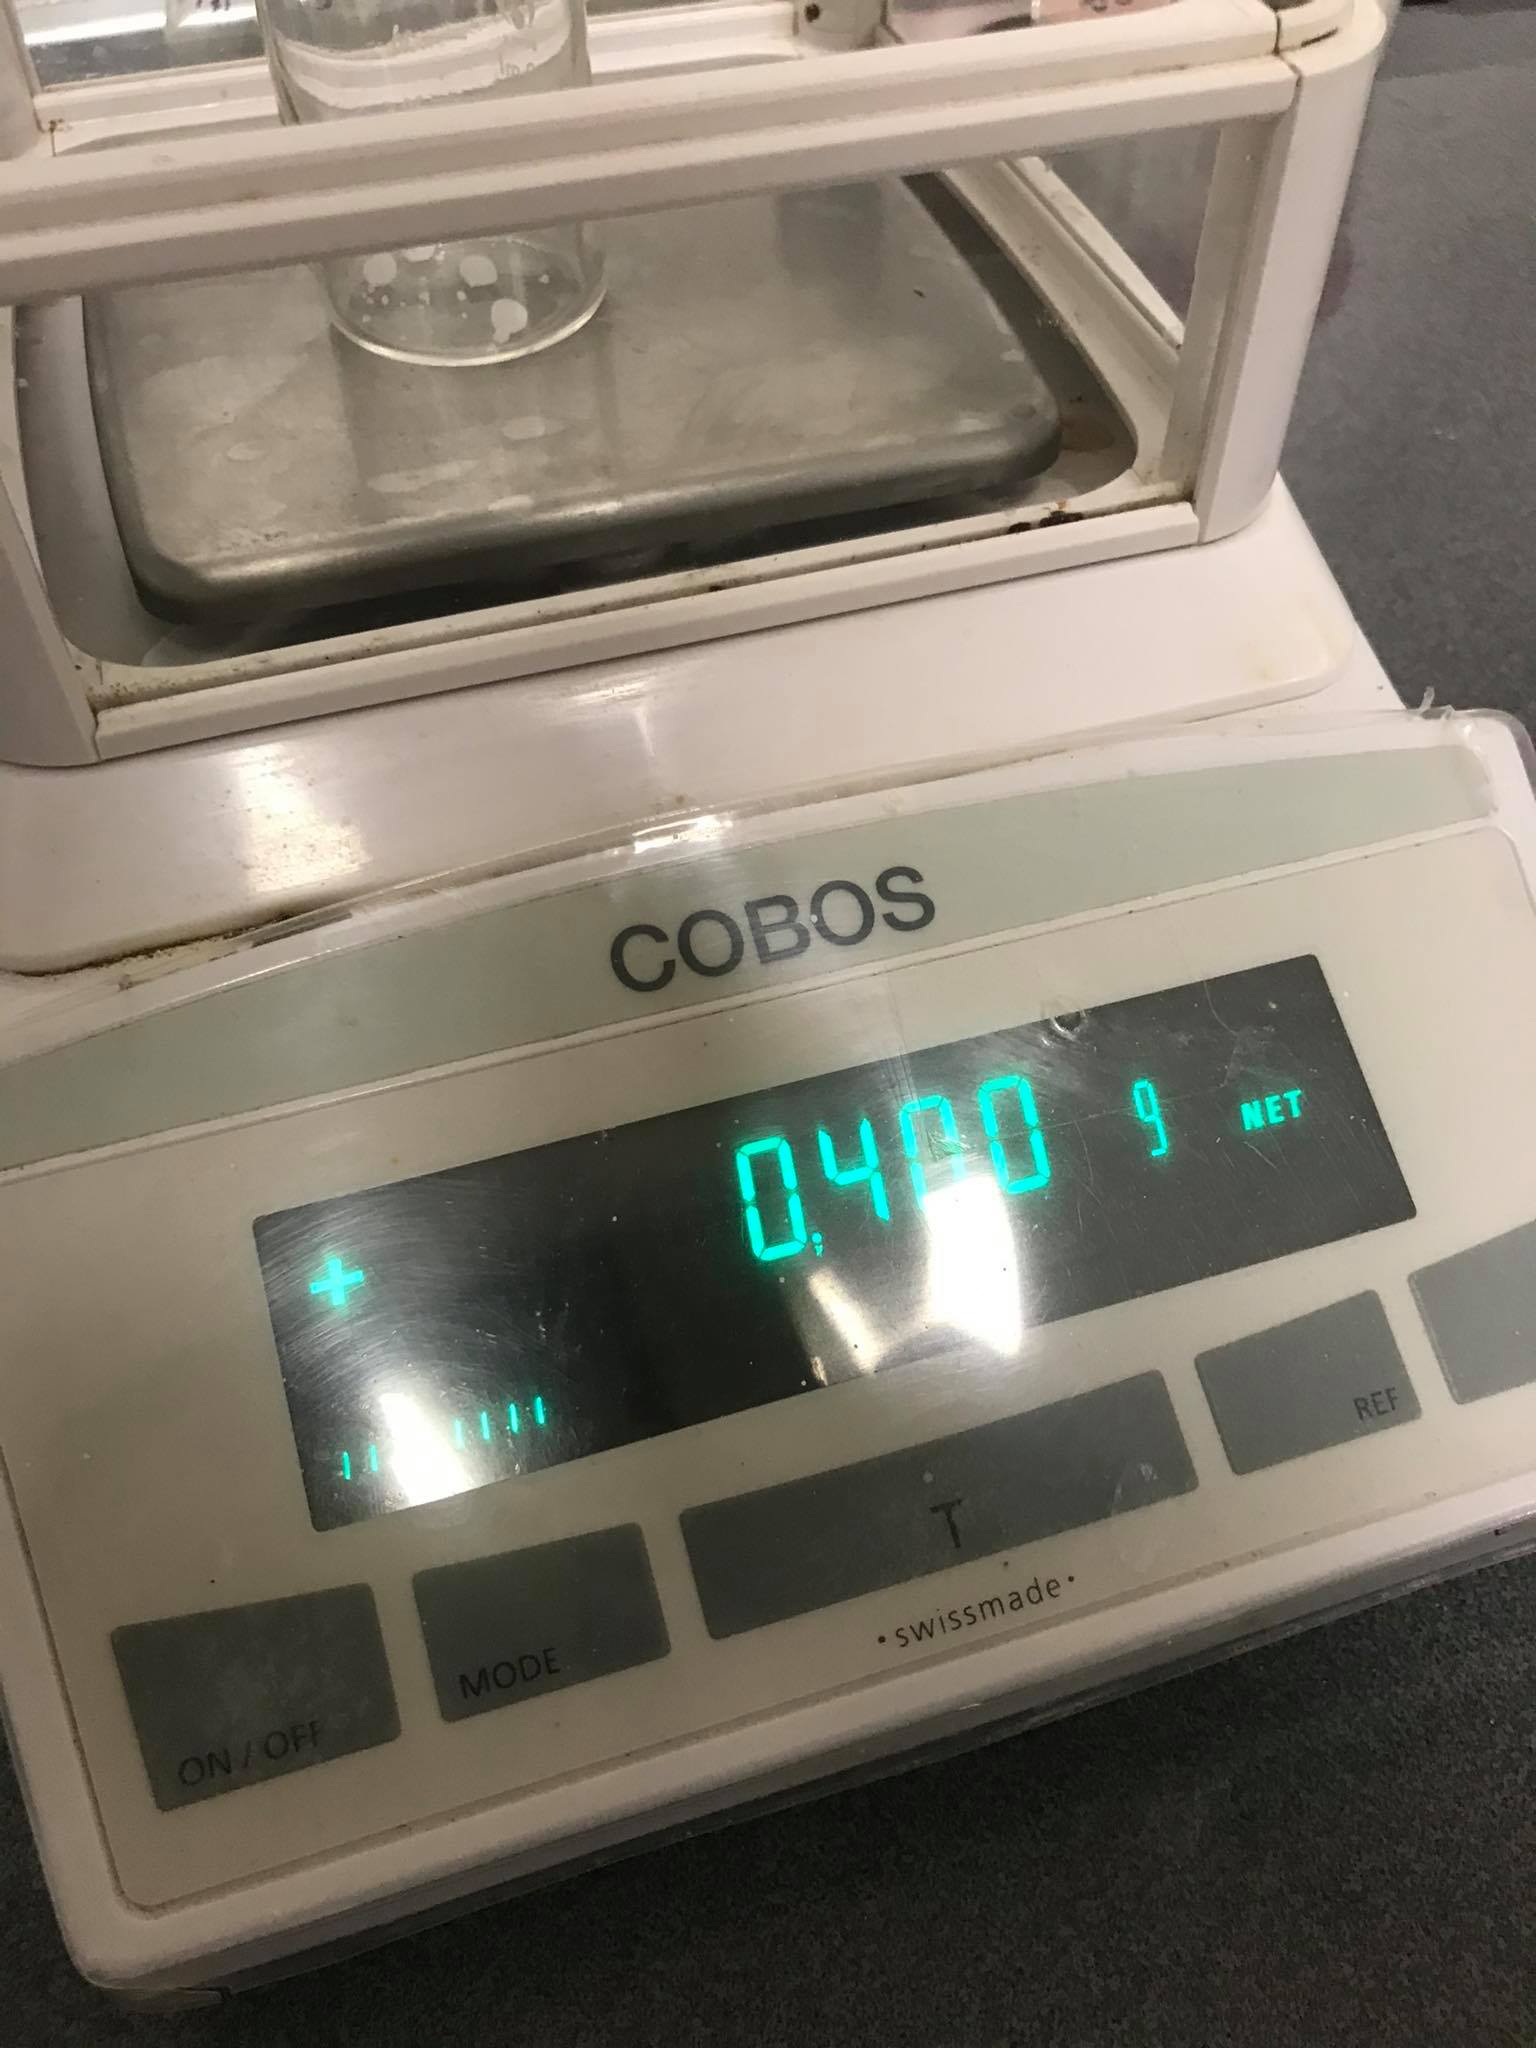 COBOS
+ 0,400 g NET
REF
T
MODE
ON / OFF
• swissmade •